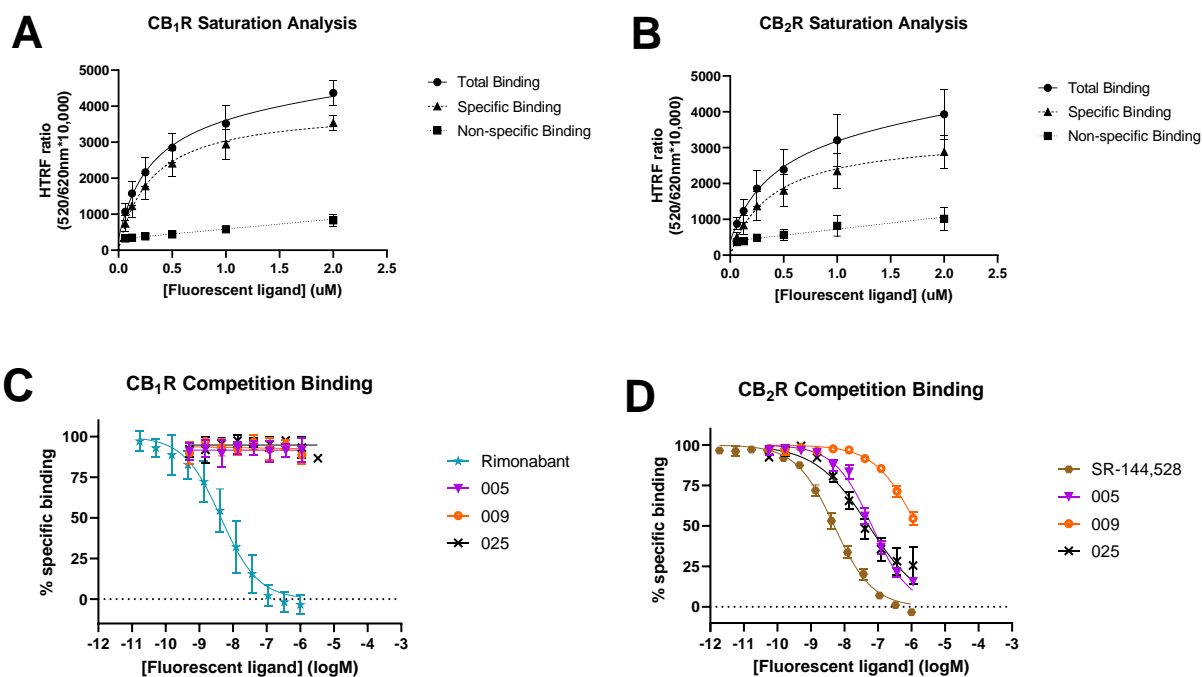 A
CB1R Saturation Analysis
HTRF ratio
(520/620nm*10,000)
5000
4000
3000
2000
1000
0
0.0 0.5 1.0 1.5 2.0 2.5
[Fluorescent ligand] (uM)
Total Binding
Specific Binding
Non-specific Binding
B
CB2R Saturation Analysis
HTRF ratio
(520/620nm*10,000)
5000
4000
3000
2000
1000
0
0.0 0.5 1.0 1.5 2.0 2.5
[Flourescent ligand] (uM)
Total Binding
Specific Binding
Non-specific Binding
C
CB1R Competition Binding
% specific binding
100
75
50
25
0
-12 -11 -10 -9 -8 -7 -6 -5 -4 -3
[Fluorescent ligand] (logM)
Rimonabant
005
009
025
D
CB2R Competition Binding
% specific binding
100
75
50
25
0
-12 -11 -10 -9 -8 -7 -6 -5 -4 -3
[Fluorescent ligand] (logM)
SR-144,528
005
009
025